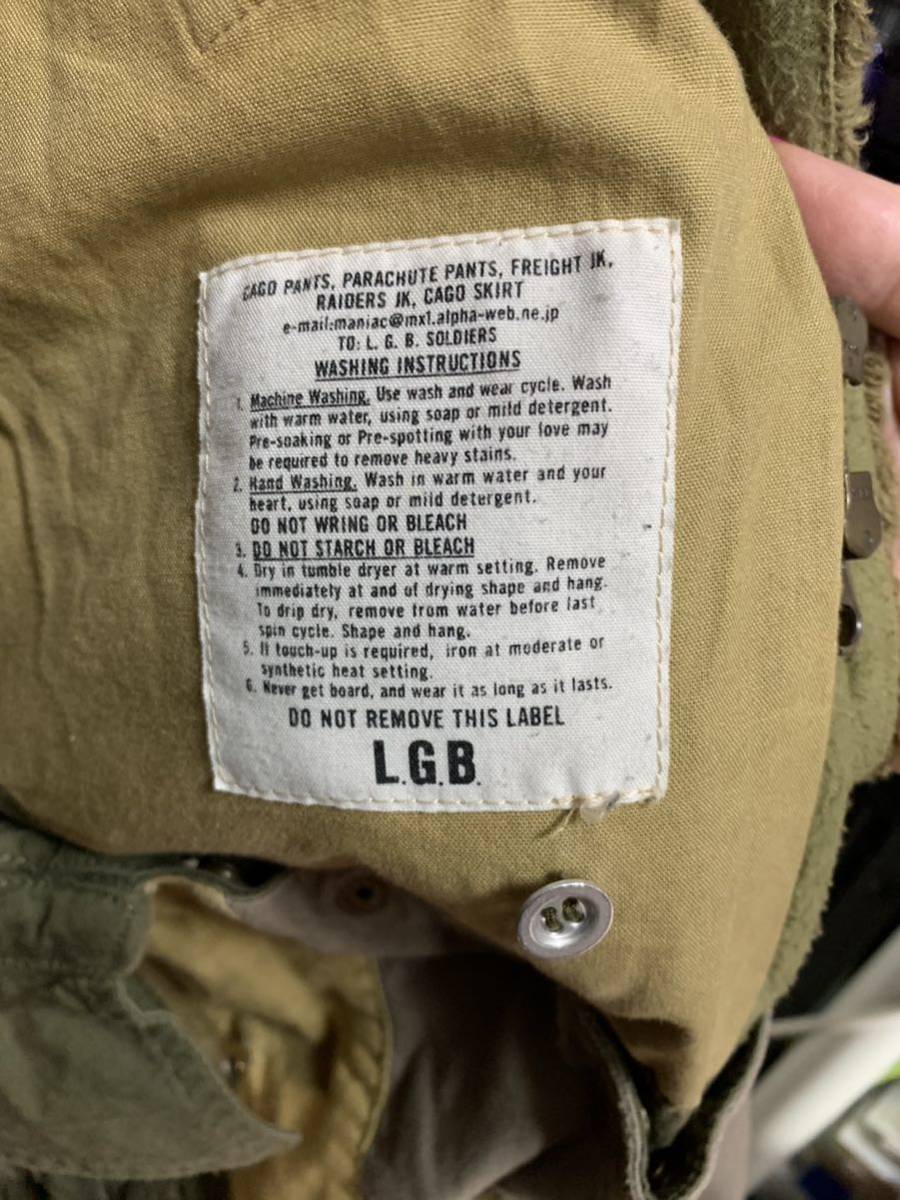 CAGO PANTS, PARACHUTE PANTS, FREIGHT JK,
RAIDERS JK, CAGO SKIRT
e-mail:maniac@mx1.alpha-web.ne.jp
TO: L. G. B. SOLDIERS
WASHING INSTRUCTIONS
1. Machine Washing. Use wash and wear cycle. Wash
with warm water, using soap or mild detergent.
Pre-soaking or Pre-spotting with your love may
be required to remove heavy stains.
2. Hand Washing. Wash in warm water and your
heart, using soap or mild detergent.
DO NOT WRING OR BLEACH
3. DO NOT STARCH OR BLEACH
4. Dry in tumble dryer at warm setting. Remove
immediately at and of drying shape and hang.
To drip dry, remove from water before last
spin cycle. Shape and hang.
5. If touch-up is required, iron at moderate or
synthetic heat setting.
6. Never get board, and wear it as long as it lasts.
DO NOT REMOVE THIS LABEL
L.G.B.